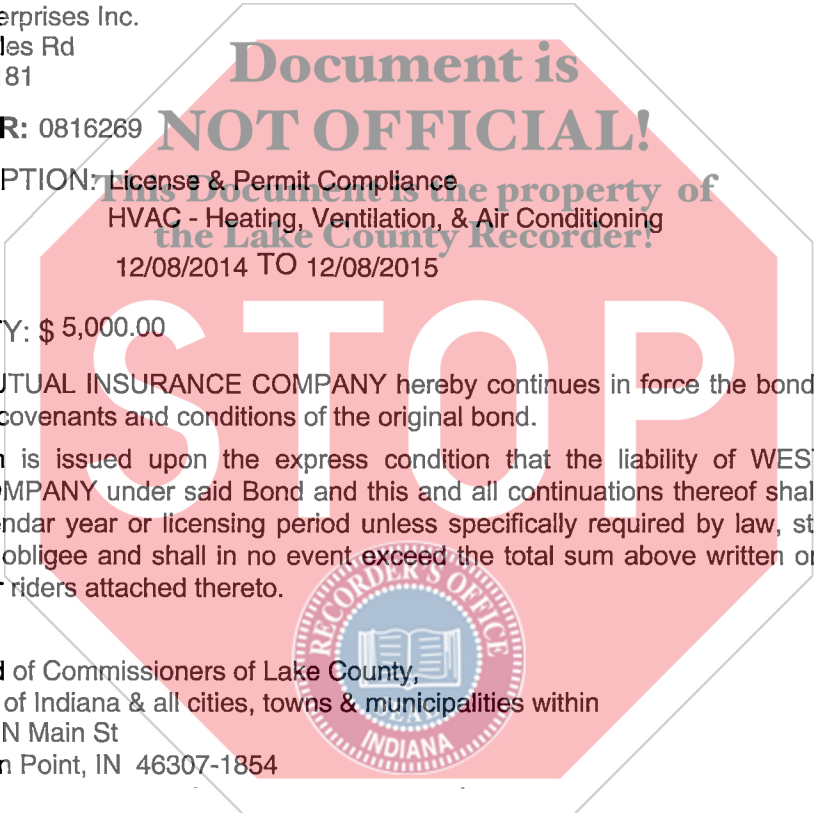 erprises Inc.
les Rd
81
Document is
NOT OFFICIAL!
R: 0816269
PTION: License & Permit Compliance
This Document is the property of
HVAC - Heating, Ventilation, & Air Conditioning
the Lake County Recorder!
12/08/2014 TO 12/08/2015
TY: $ 5,000.00
STOP
UTUAL INSURANCE COMPANY hereby continues in force the bond
covenants and conditions of the original bond.
n is issued upon the express condition that the liability of WEST
OMPANY under said Bond and this and all continuations thereof shal
ndar year or licensing period unless specifically required by law, st
obligee and shall in no event exceed the total sum above written or
r riders attached thereto.
RECORDER'S OFFICE
SEAL
INDIANA
d of Commissioners of Lake County,
of Indiana & all cities, towns & municipalities within
N Main St
n Point, IN 46307-1854